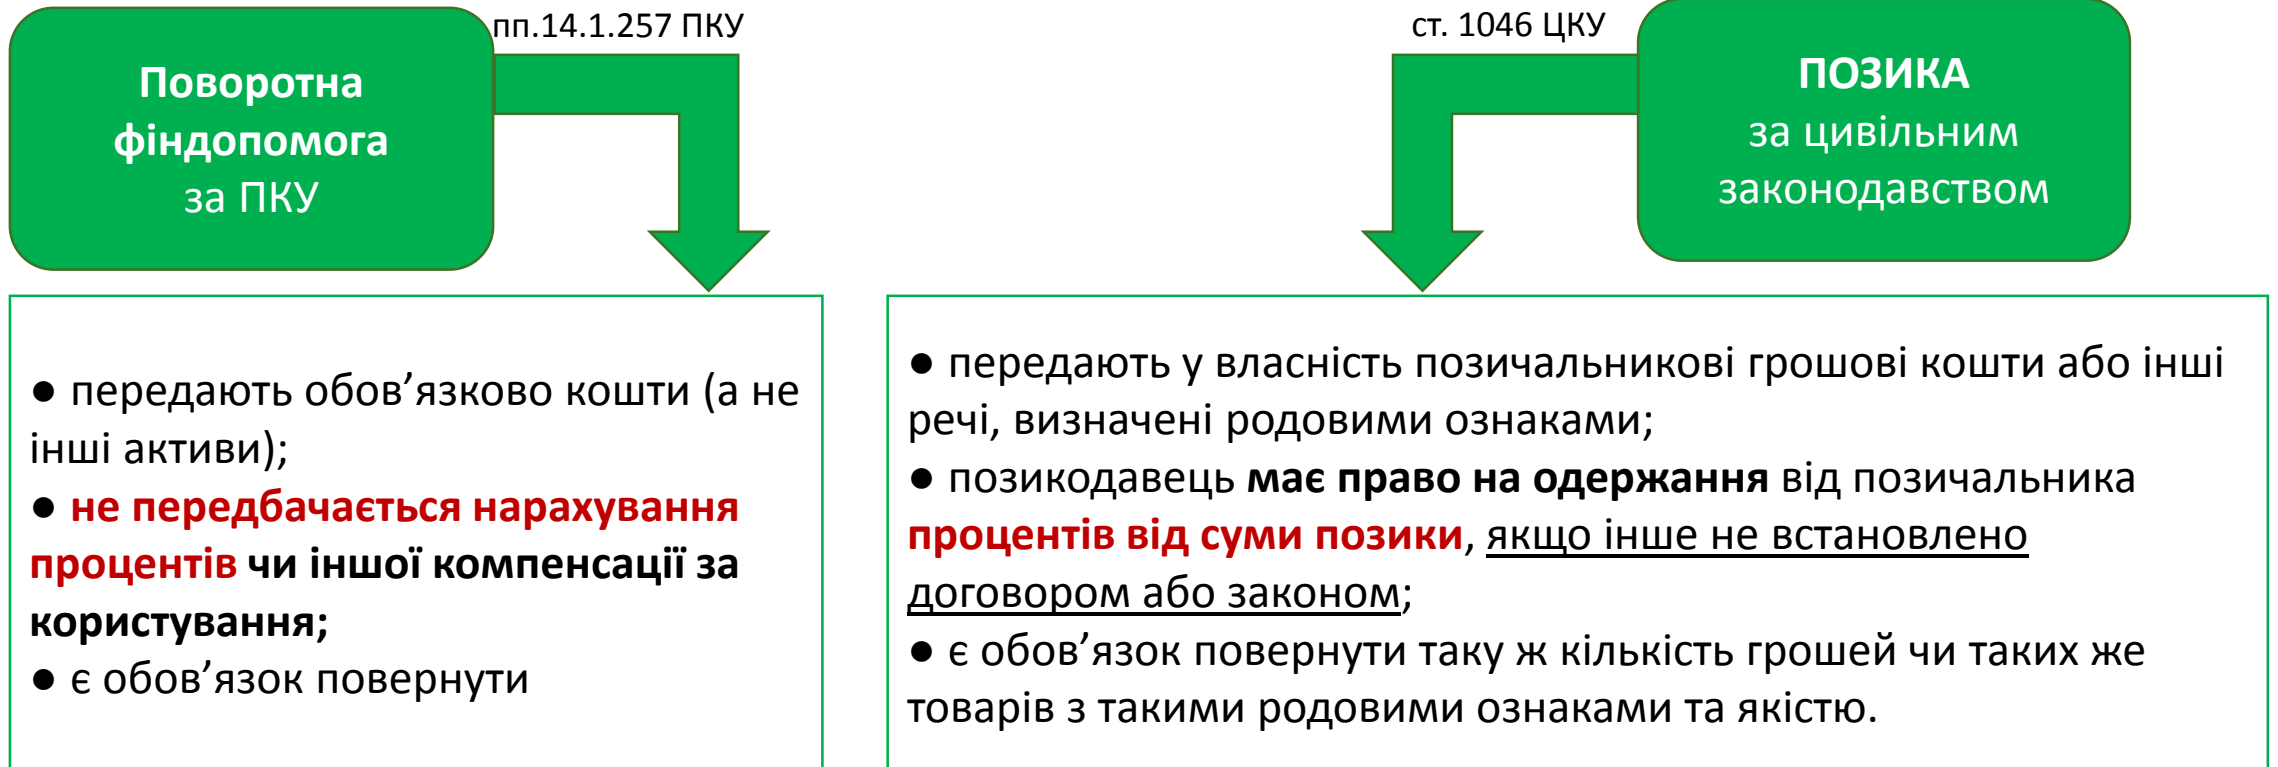 пп.14.1.257 ПКУ
Поворотна
фіндопомога
за ПКУ
ст. 1046 ЦКУ
ПОЗИКА
за цивільним
законодавством
● передають обов’язково кошти (а не
інші активи);
● не передбачається нарахування
процентів чи іншої компенсації за
користування;
● є обов’язок повернути
● передають у власність позичальникові грошові кошти або інші
речі, визначені родовими ознаками;
● позикодавець має право на одержання від позичальника
процентів від суми позики, якщо інше не встановлено
договором або законом;
● є обов’язок повернути таку ж кількість грошей чи таких же
товарів з такими родовими ознаками та якістю.